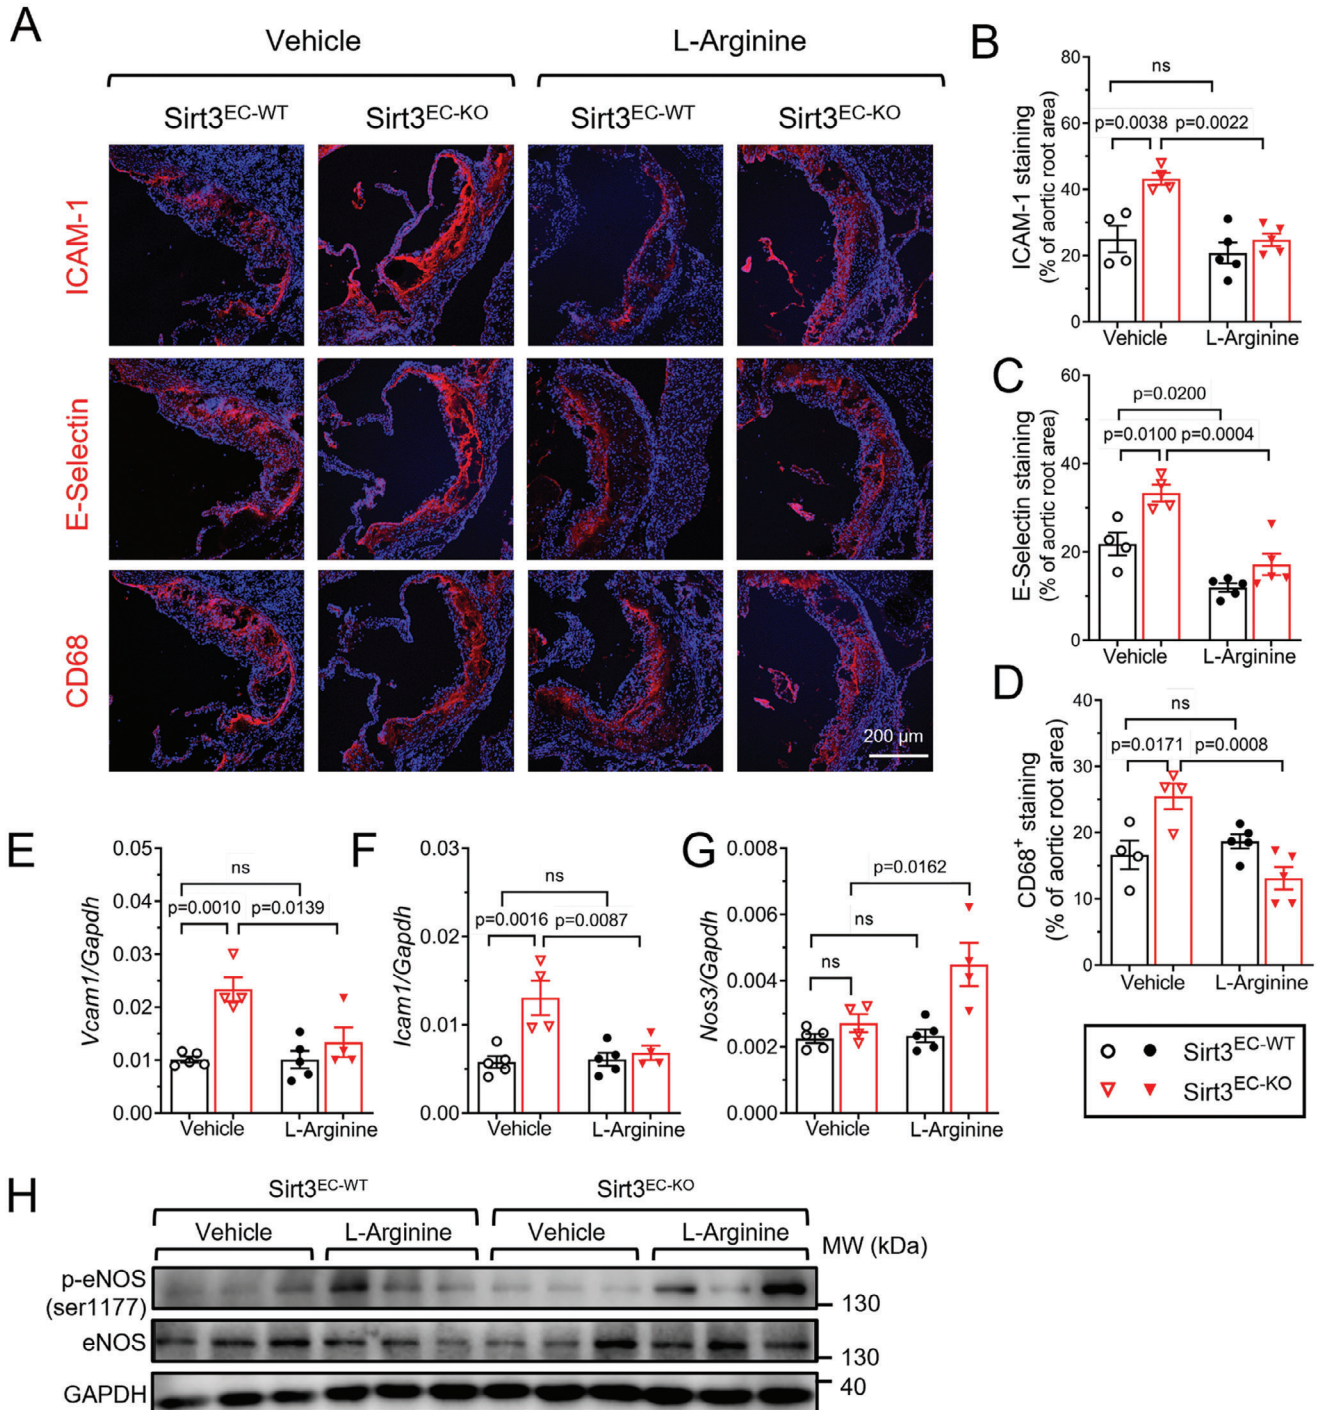 A
Vehicle
L-Arginine
Sirt3EC-WT
Sirt3EC-KO
Sirt3EC-WT
Sirt3EC-KO
ICAM-1
E-Selectin
CD68
200 μm
B
ICAM-1 staining
(% of aortic root area)
80
60
40
20
0
ns
p=0.0038
p=0.0022
Vehicle
L-Arginine
C
E-Selectin staining
(% of aortic root area)
60
40
20
0
p=0.0200
p=0.0100
p=0.0004
Vehicle
L-Arginine
D
CD68+ staining
(% of aortic root area)
40
30
20
10
0
ns
p=0.0171
p=0.0008
Vehicle
L-Arginine
E
Vcam1/Gapdh
0.05
0.04
0.03
0.02
0.01
0.00
ns
p=0.0010
p=0.0139
Vehicle
L-Arginine
F
Icam1/Gapdh
0.03
0.02
0.01
0.00
ns
p=0.0016
p=0.0087
Vehicle
L-Arginine
G
Nos3/Gapdh
0.008
0.006
0.004
0.002
0.000
p=0.0162
ns
ns
Vehicle
L-Arginine
Sirt3EC-WT
Sirt3EC-KO
H
Sirt3EC-WT
Sirt3EC-KO
Vehicle
L-Arginine
Vehicle
L-Arginine
MW (kDa)
p-eNOS
(ser1177)
130
eNOS
130
GAPDH
40